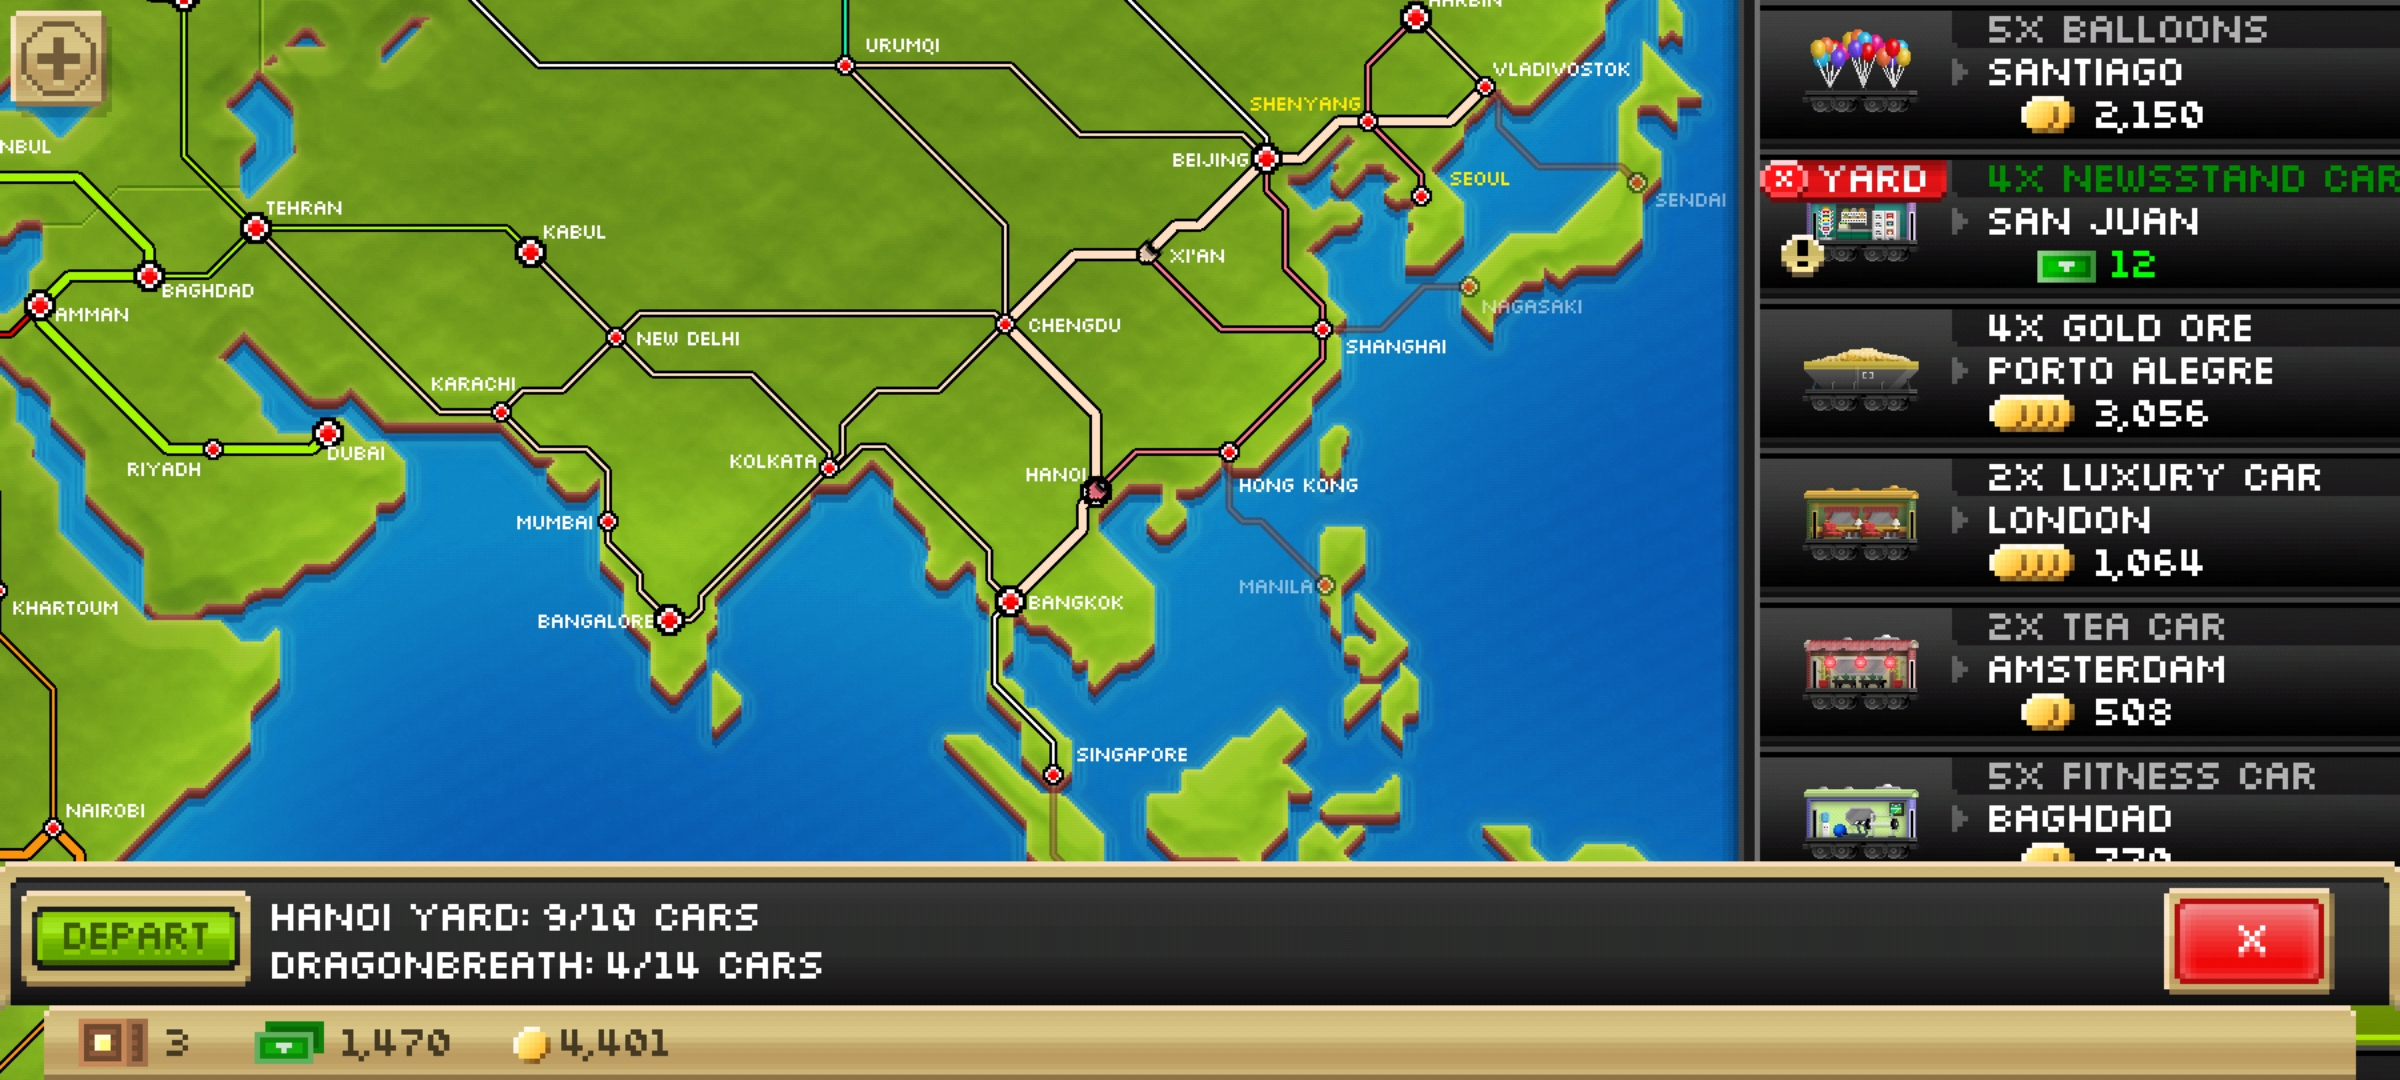 HARBIN
URUMQI
VLADIVOSTOK
SHENYANG
NBUL
BEIJING
SEOUL
SENDAI
TEHRAN
KABUL
XI'AN
BAGHDAD
AMMAN
NAGASAKI
NEW DELHI
CHENGDU
SHANGHAI
KARACHI
RIYADH
DUBAI
KOLKATA
HANOI
HONG KONG
MUMBAI
MANILA
KHARTOUM
BANGALORE
BANGKOK
SINGAPORE
NAIROBI
5X BALLOONS
SANTIAGO
2,150
YARD
4X NEWSSTAND CAR
SAN JUAN
12
4X GOLD ORE
PORTO ALEGRE
3,056
2X LUXURY CAR
LONDON
1,064
2X TEA CAR
AMSTERDAM
508
5X FITNESS CAR
BAGHDAD
DEPART
HANOI YARD: 9/10 CARS
DRAGONBREATH: 4/14 CARS
X
3
1,470
4,401